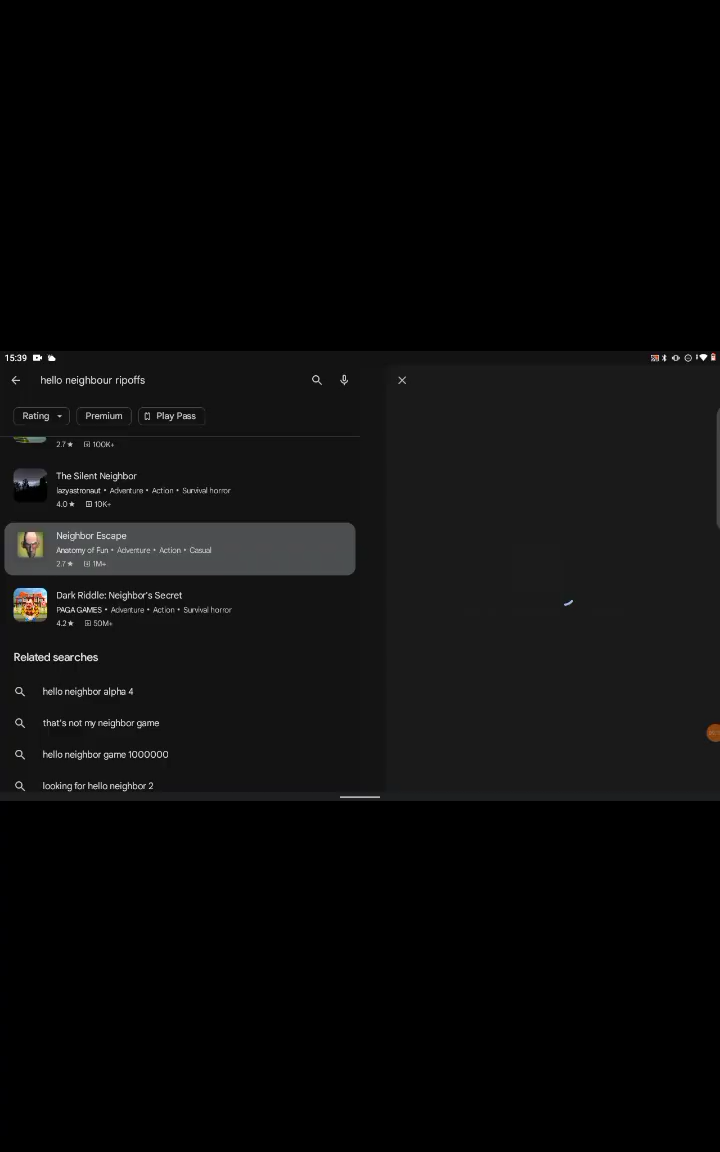 15:39
hello neighbour ripoffs
Rating
Premium
Play Pass
2.7★ 100K+
The Silent Neighbor
lazyastronaut • Adventure • Action • Survival horror
4.0★ 10K+
Neighbor Escape
Anatomy of Fun • Adventure • Action • Casual
2.7★ 1M+
Dark Riddle: Neighbor's Secret
PAGA GAMES • Adventure • Action • Survival horror
4.2★ 50M+
Related searches
hello neighbor alpha 4
that's not my neighbor game
hello neighbor game 1000000
looking for hello neighbor 2